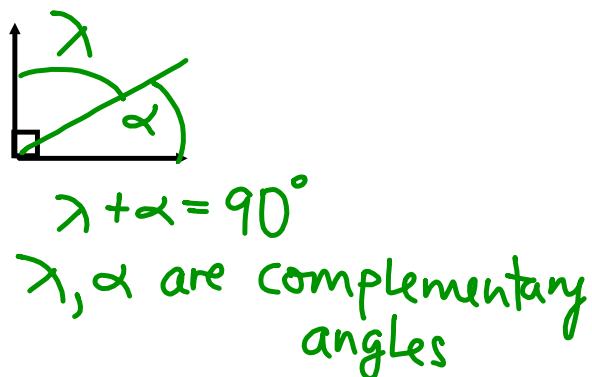 λ
α
λ + α = 90°
λ, α are complementary
angles